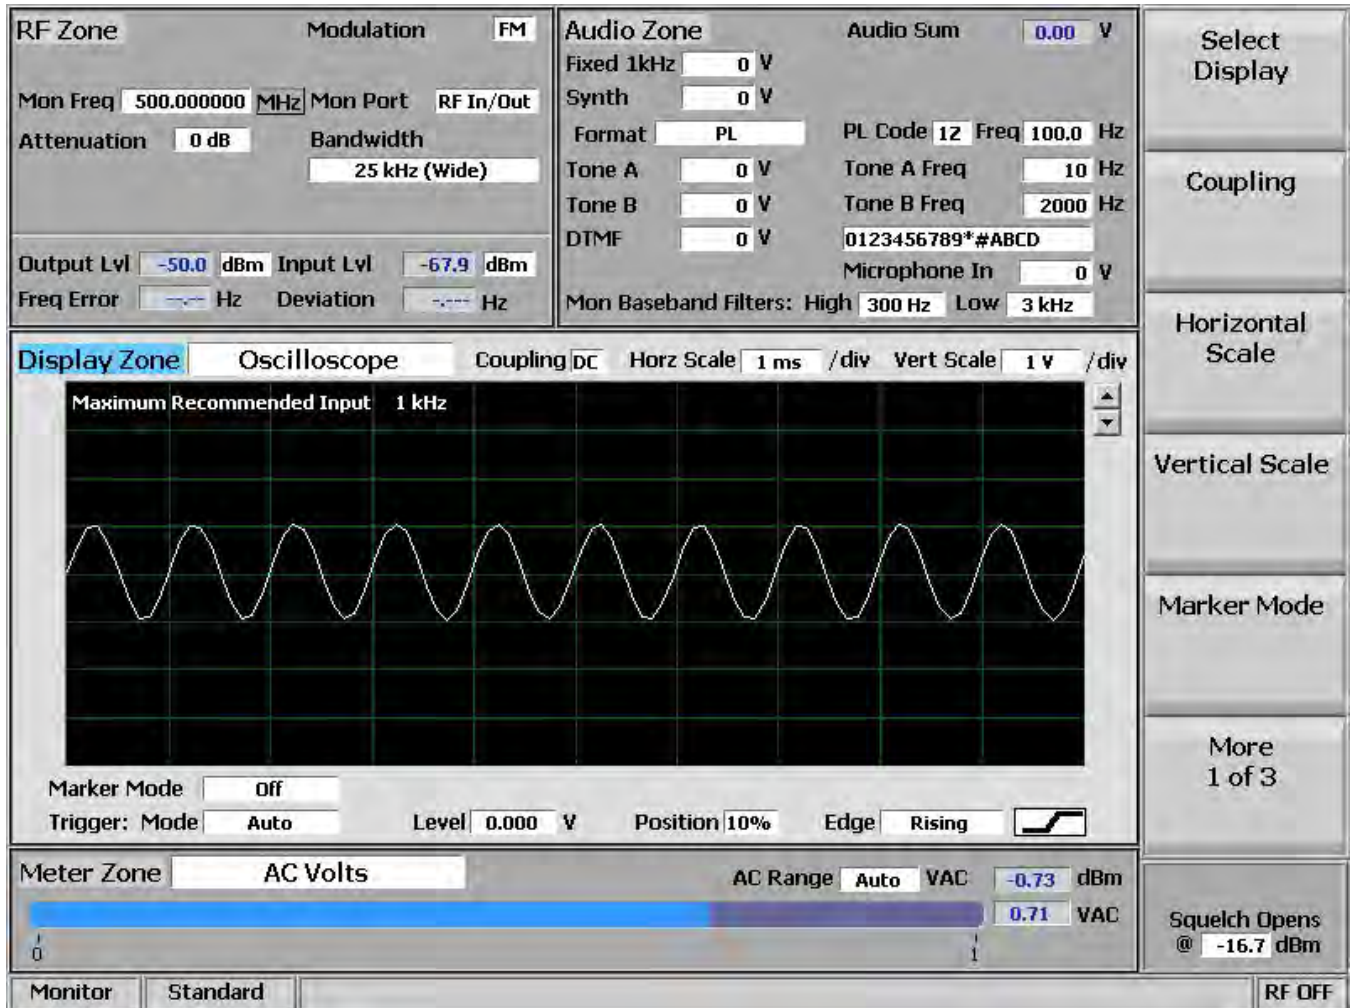 RF Zone Modulation FM
Mon Freq 500.000000 MHz Mon Port RF In/Out
Attenuation 0 dB Bandwidth
25 kHz (Wide)
Output Lvl -50.0 dBm Input Lvl -67.9 dBm
Freq Error --.-- Hz Deviation -.--- Hz
Audio Zone Audio Sum 0.00 V
Fixed 1kHz 0 V
Synth 0 V
Format PL PL Code 1Z Freq 100.0 Hz
Tone A 0 V Tone A Freq 10 Hz
Tone B 0 V Tone B Freq 2000 Hz
DTMF 0 V 0123456789*#ABCD
Microphone In 0 V
Mon Baseband Filters: High 300 Hz Low 3 kHz
Display Zone Oscilloscope Coupling DC Horz Scale 1 ms /div Vert Scale 1 V /div
Maximum Recommended Input 1 kHz
Marker Mode Off
Trigger: Mode Auto Level 0.000 V Position 10% Edge Rising
Meter Zone AC Volts AC Range Auto VAC -0.73 dBm
0.71 VAC
0 1
Monitor Standard RF OFF
Select
Display
Coupling
Horizontal
Scale
Vertical Scale
Marker Mode
More
1 of 3
Squelch Opens
@ -16.7 dBm